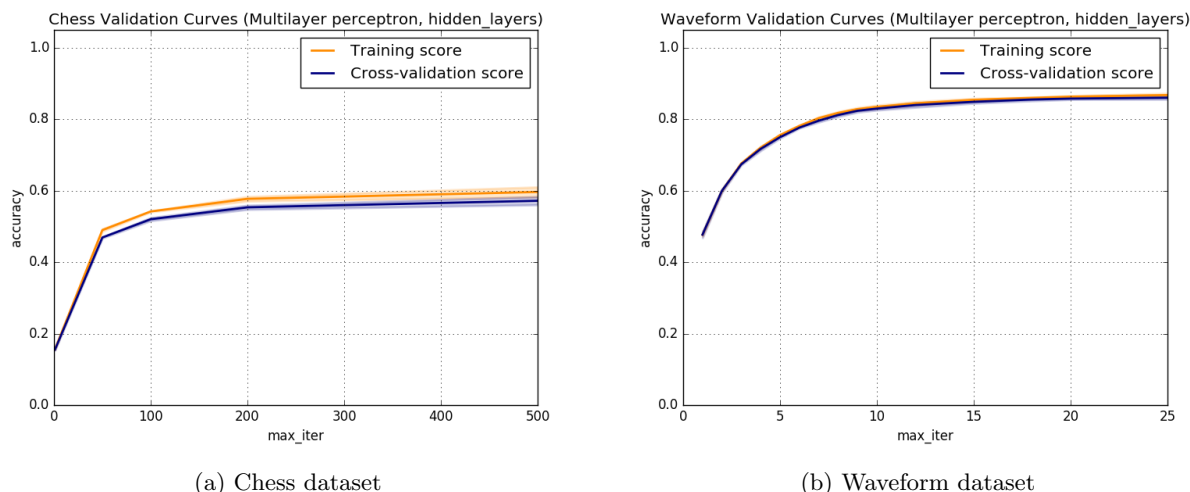 Chess Validation Curves (Multilayer perceptron, hidden_layers)
Training score
Cross-validation score
accuracy
1.0
0.8
0.6
0.4
0.2
0.0
0 100 200 300 400 500
max_iter
(a) Chess dataset
Waveform Validation Curves (Multilayer perceptron, hidden_layers)
Training score
Cross-validation score
accuracy
1.0
0.8
0.6
0.4
0.2
0.0
0 5 10 15 20 25
max_iter
(b) Waveform dataset